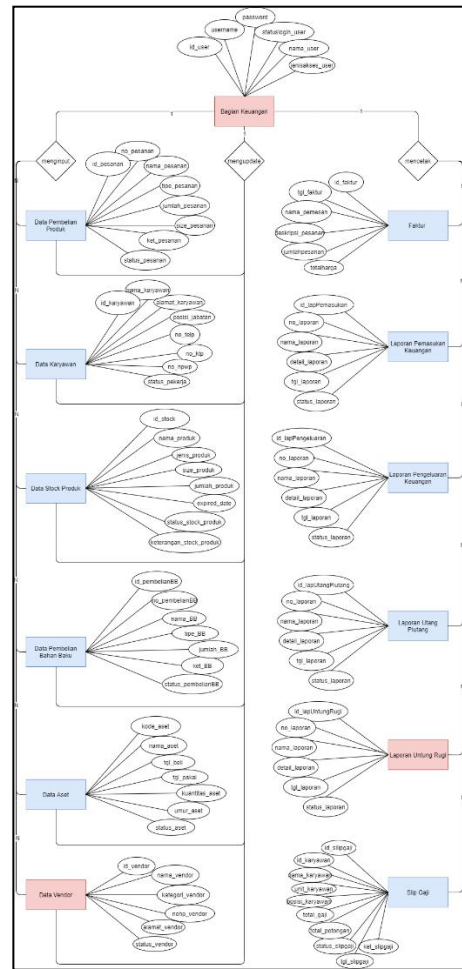 password
username
status login_user
id_user
nama_user
jenisakses_user
Bagian Keuangan
menginput
mengupdate
mencetak
no_pesanan
id_pesanan
nama_pesanan
tipe_pesanan
jumlah_pesanan
size_pesanan
ket_pesanan
status_pesanan
Data Pembelian
Produk
id_faktur
tgl_faktur
nama_pemesan
deskripsi_pesanan
jumlahpesanan
totalharga
Faktur
nama_karyawan
id_karyawan
alamat_karyawan
posisi_jabatan
no_telp
no_ktp
no_npwp
status_pekerja
Data Karyawan
id_lapPemasukan
no_laporan
nama_laporan
detail_laporan
tgl_laporan
status_laporan
Laporan Pemasukan
Keuangan
id_stock
nama_produk
jenis_produk
size_produk
jumlah_produk
expired_date
status_stock_produk
keterangan_stock_produk
Data Stock Produk
id_lapPengeluaran
no_laporan
nama_laporan
detail_laporan
tgl_laporan
status_laporan
Laporan Pengeluaran
Keuangan
id_pembelianBB
no_pembelianBB
nama_BB
tipe_BB
jumlah_BB
ket_BB
status_pembelianBB
Data Pembelian
Bahan Baku
id_lapUtangPiutang
no_laporan
nama_laporan
detail_laporan
tgl_laporan
status_laporan
Laporan Utang
Piutang
kode_aset
nama_aset
tgl_beli
tgl_pakai
kuantitas_aset
umur_aset
status_aset
Data Aset
id_lapUntungRugi
no_laporan
nama_laporan
detail_laporan
tgl_laporan
status_laporan
Laporan Untung Rugi
id_vendor
nama_vendor
kategori_vendor
nohp_vendor
alamat_vendor
status_vendor
Data Vendor
id_slipgaji
id_karyawan
nama_karyawan
unit_karyawan
posisi_karyawan
total_gaji
total_potongan
status_slipgaji
ket_slipgaji
tgl_slipgaji
Slip Gaji